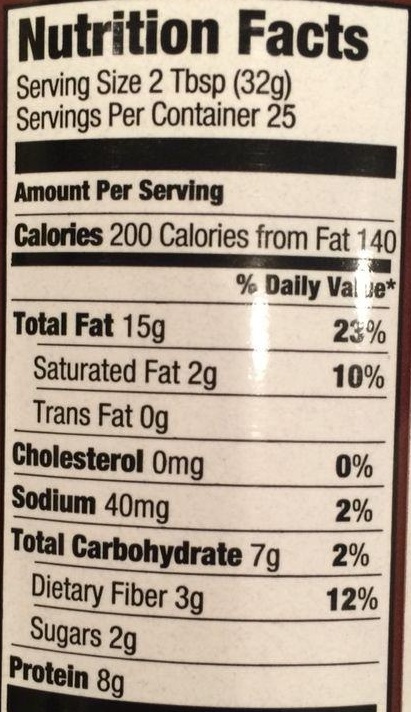 Nutrition Facts
Serving Size 2 Tbsp (32g)
Servings Per Container 25
Amount Per Serving
Calories 200 Calories from Fat 140
% Daily Value*
Total Fat 15g 23%
Saturated Fat 2g 10%
Trans Fat 0g
Cholesterol 0mg 0%
Sodium 40mg 2%
Total Carbohydrate 7g 2%
Dietary Fiber 3g 12%
Sugars 2g
Protein 8g